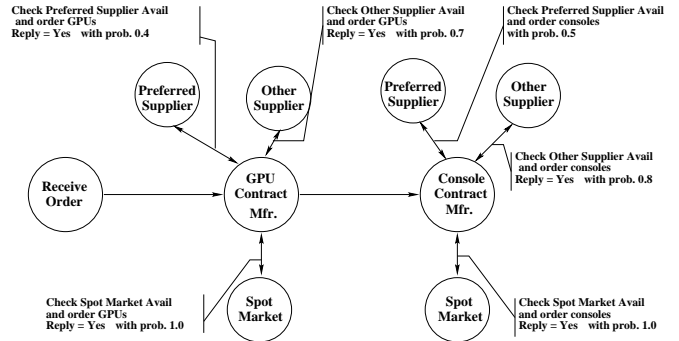 Check Preferred Supplier Avail
and order GPUs
Reply = Yes with prob. 0.4
Check Other Supplier Avail
and order GPUs
Reply = Yes with prob. 0.7
Check Preferred Supplier Avail
and order consoles
with prob. 0.5
Preferred
Supplier
Other
Supplier
Preferred
Supplier
Other
Supplier
Check Other Supplier Avail
and order consoles
Reply = Yes with prob. 0.8
Receive
Order
GPU
Contract
Mfr.
Console
Contract
Mfr.
Check Spot Market Avail
and order GPUs
Reply = Yes with prob. 1.0
Spot
Market
Spot
Market
Check Spot Market Avail
and order consoles
Reply = Yes with prob. 1.0